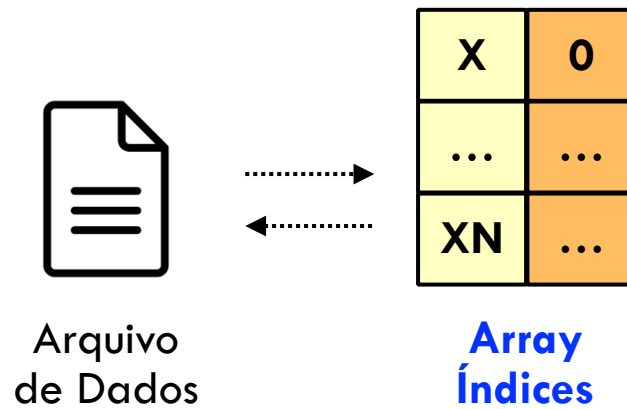 X 0
... ...
XN ...
Arquivo
de Dados
Array
Índices